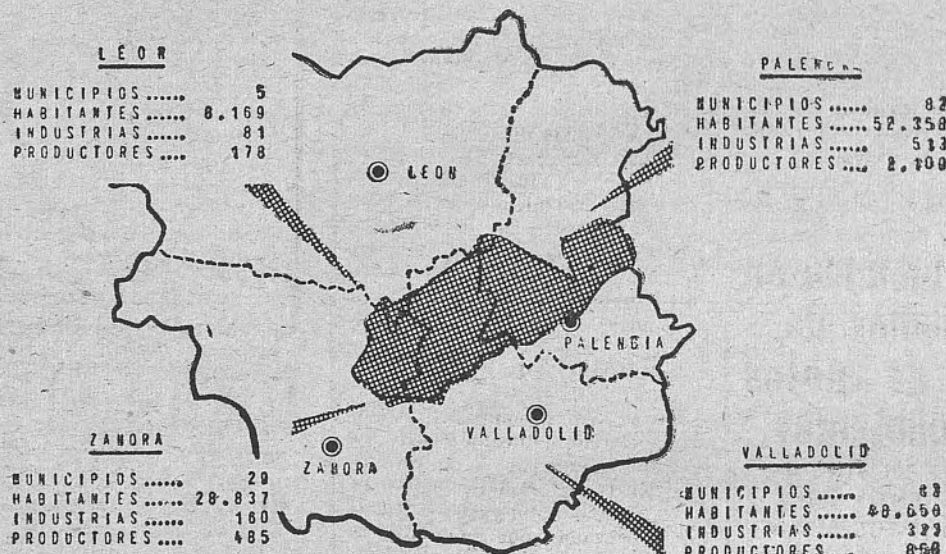 LEON
MUNICIPIOS ...... 5
HABITANTES ...... 8.169
INDUSTRIAS ...... 81
PRODUCTORES .... 178
PALENCIA
MUNICIPIOS ...... 82
HABITANTES ...... 52.350
INDUSTRIAS ...... 513
PRODUCTORES .... 2.100
LEON
PALENCIA
VALLADOLID
ZAMORA
ZAMORA
MUNICIPIOS ...... 29
HABITANTES ...... 28.837
INDUSTRIAS ...... 160
PRODUCTORES .... 485
VALLADOLID
MUNICIPIOS ......
HABITANTES ......
INDUSTRIAS ...... 323
PRODUCTORES